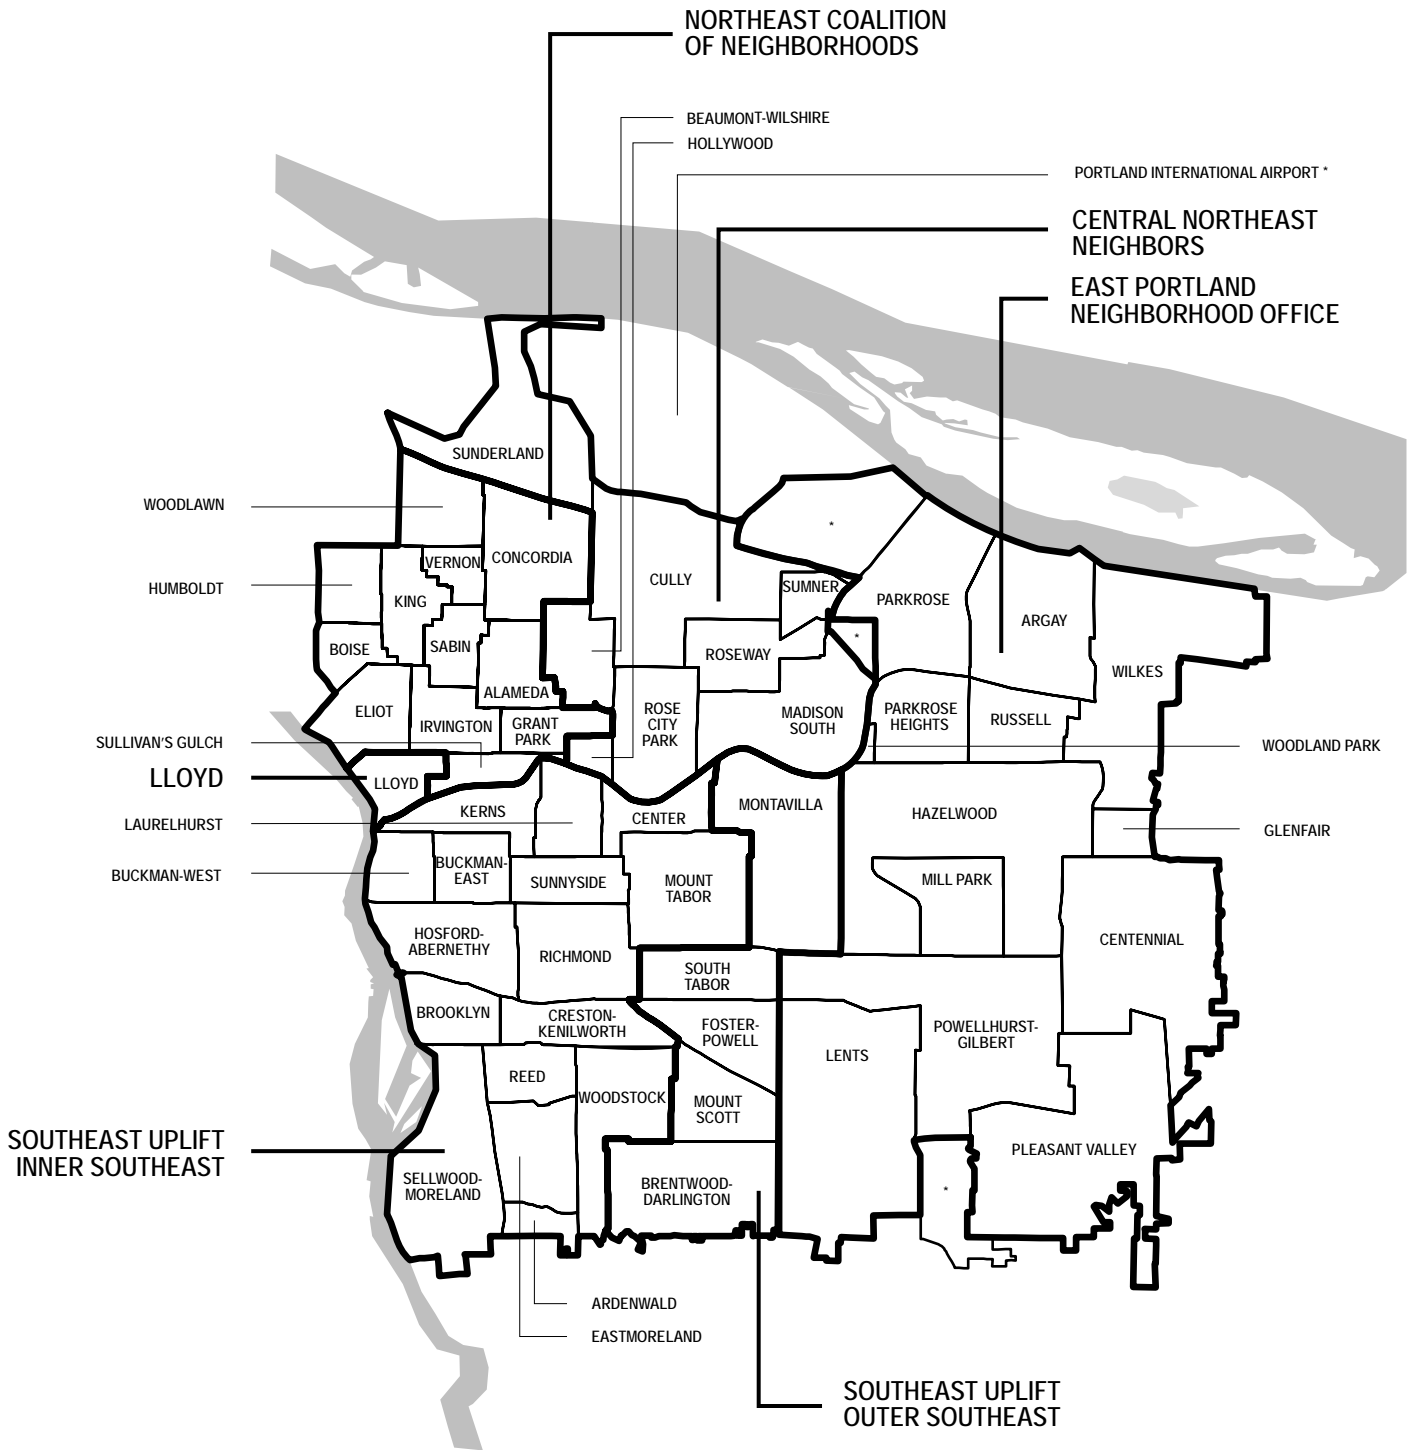 NORTHEAST COALITION
OF NEIGHBORHOODS
BEAUMONT-WILSHIRE
HOLLYWOOD
PORTLAND INTERNATIONAL AIRPORT *
CENTRAL NORTHEAST
NEIGHBORS
EAST PORTLAND
NEIGHBORHOOD OFFICE
SUNDERLAND
WOODLAWN
*
CONCORDIA
VERNON
CULLY
SUMNER
HUMBOLDT
KING
PARKROSE
ARGAY
*
BOISE
SABIN
ROSEWAY
WILKES
ALAMEDA
ELIOT
IRVINGTON
GRANT
PARK
ROSE
CITY
PARK
MADISON
SOUTH
PARKROSE
HEIGHTS
RUSSELL
SULLIVAN'S GULCH
WOODLAND PARK
LLOYD
LLOYD
KERNS
CENTER
MONTAVILLA
HAZELWOOD
LAURELHURST
GLENFAIR
BUCKMAN-WEST
BUCKMAN-
EAST
SUNNYSIDE
MOUNT
TABOR
MILL PARK
HOSFORD-
ABERNETHY
RICHMOND
CENTENNIAL
SOUTH
TABOR
BROOKLYN
CRESTON-
KENILWORTH
FOSTER-
POWELL
POWELLHURST-
GILBERT
LENTS
REED
WOODSTOCK
MOUNT
SCOTT
SOUTHEAST UPLIFT
INNER SOUTHEAST
PLEASANT VALLEY
SELLWOOD-
MORELAND
BRENTWOOD-
DARLINGTON
*
ARDENWALD
EASTMORELAND
SOUTHEAST UPLIFT
OUTER SOUTHEAST